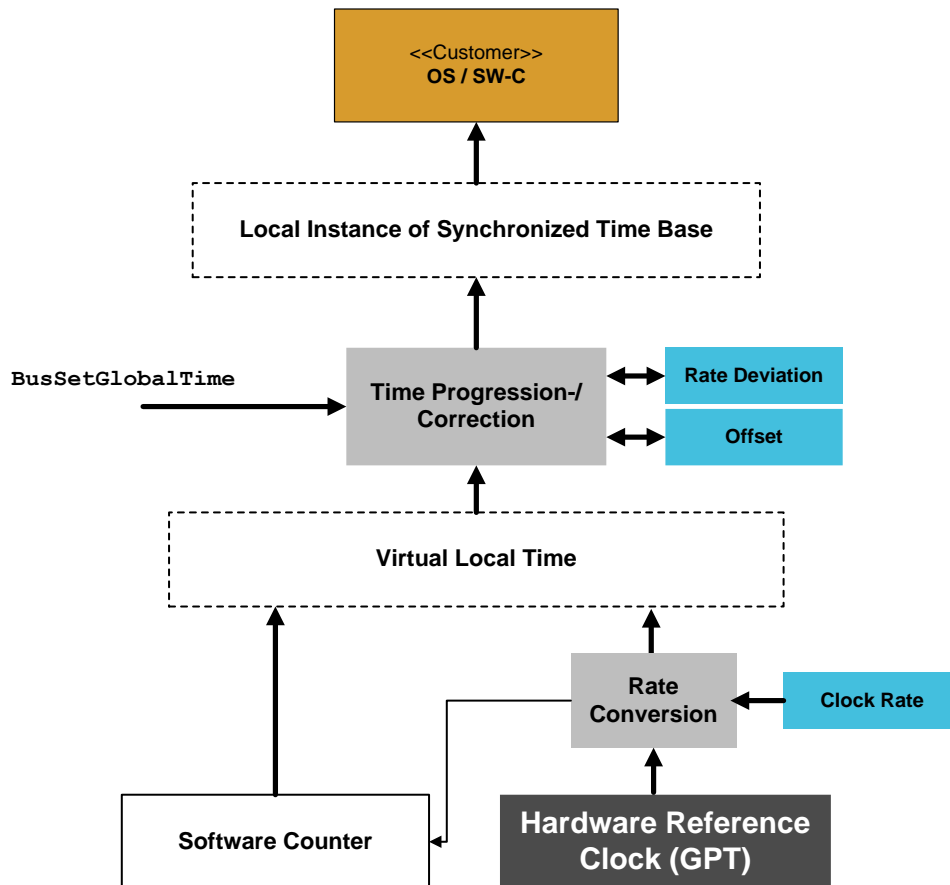 <<Customer>>
OS / SW-C
Local Instance of Synchronized Time Base
BusSetGlobalTime
Time Progression-/
Correction
Rate Deviation
Offset
Virtual Local Time
Rate
Conversion
Clock Rate
Software Counter
Hardware Reference
Clock (GPT)